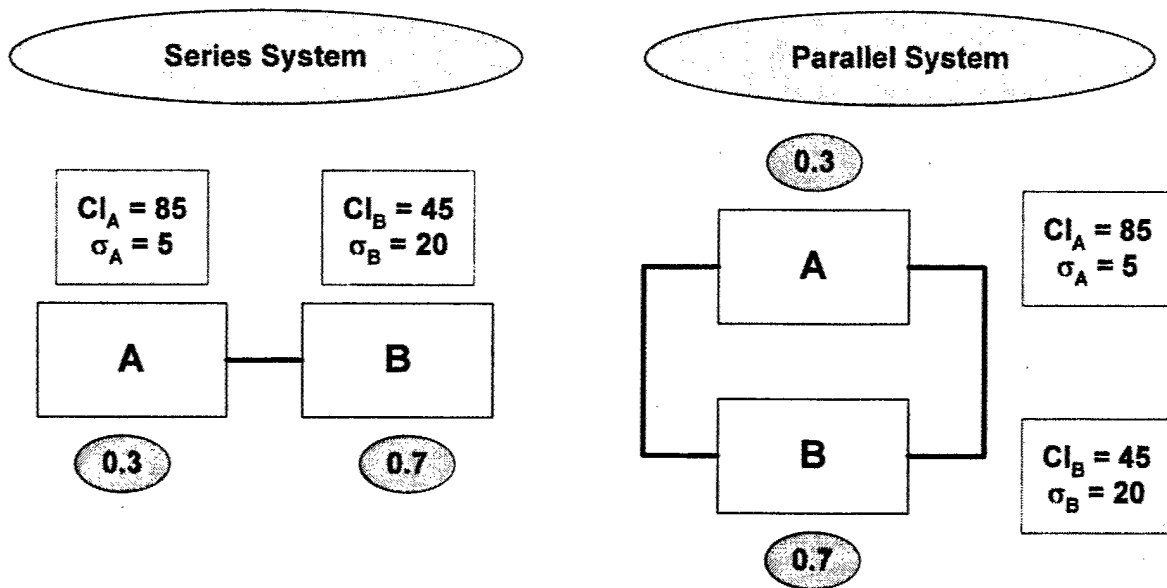 Series System
CI_A = 85
σ_A = 5
CI_B = 45
σ_B = 20
A
B
0.3
0.7
Parallel System
0.3
A
CI_A = 85
σ_A = 5
B
CI_B = 45
σ_B = 20
0.7